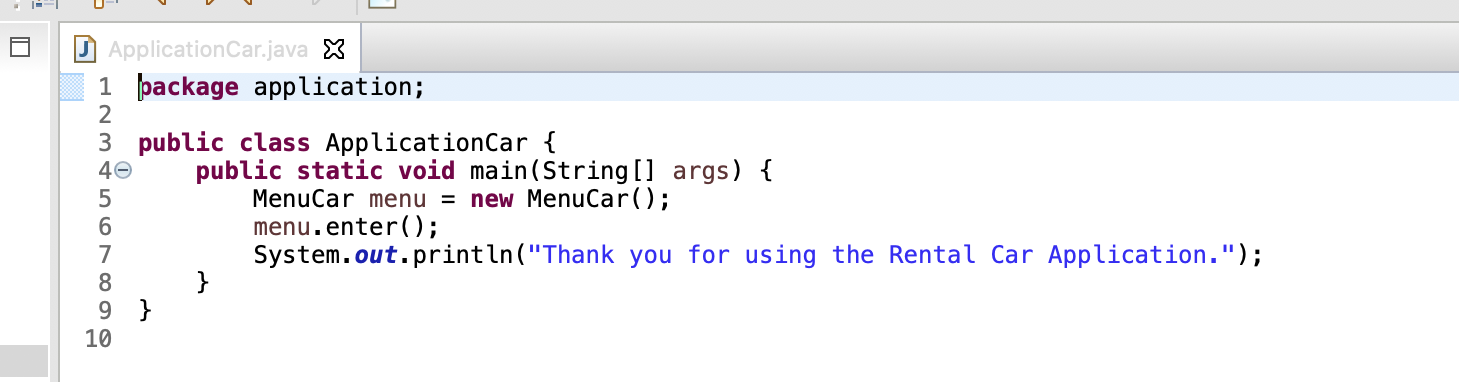 ApplicationCar.java
1 package application;
2
3 public class ApplicationCar {
4     public static void main(String[] args) {
5         MenuCar menu = new MenuCar();
6         menu.enter();
7         System.out.println("Thank you for using the Rental Car Application.");
8     }
9 }
10